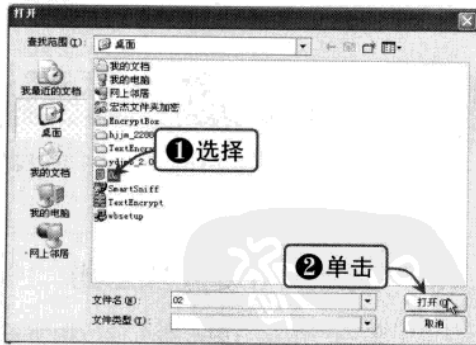 打开
查找范围(I):
桌面
我最近的文档
桌面
我的文档
我的电脑
网上邻居
我的文档
我的电脑
网上邻居
宏杰文件夹加密
EncryptBox
SmartSniff
TextEncrypt
wbsetup
❶选择
❷单击
文件名(N):
02
打开(O)
文件类型(T):
取消